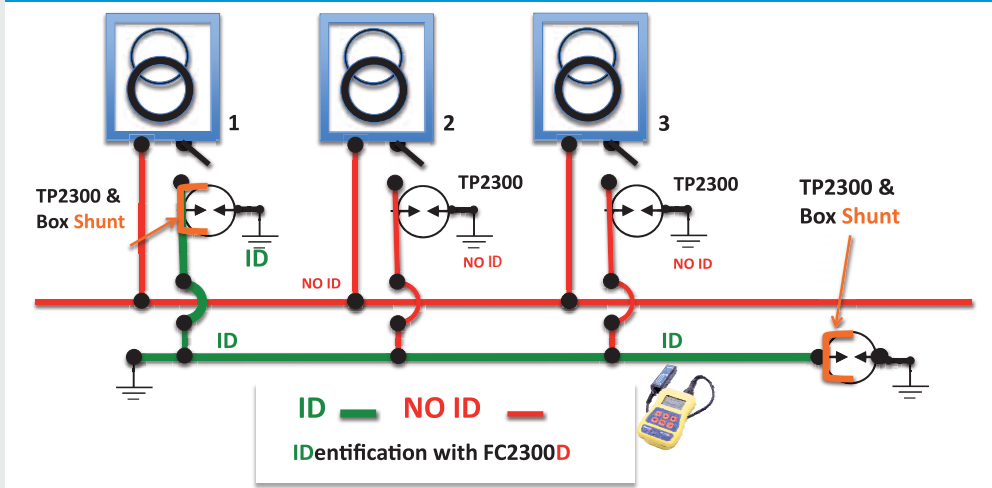 1
2
3
TP2300 &
Box Shunt
TP2300
TP2300
TP2300 &
Box Shunt
ID
NO ID
NO ID
NO ID
ID
ID
ID
NO ID
IDentification with FC2300D